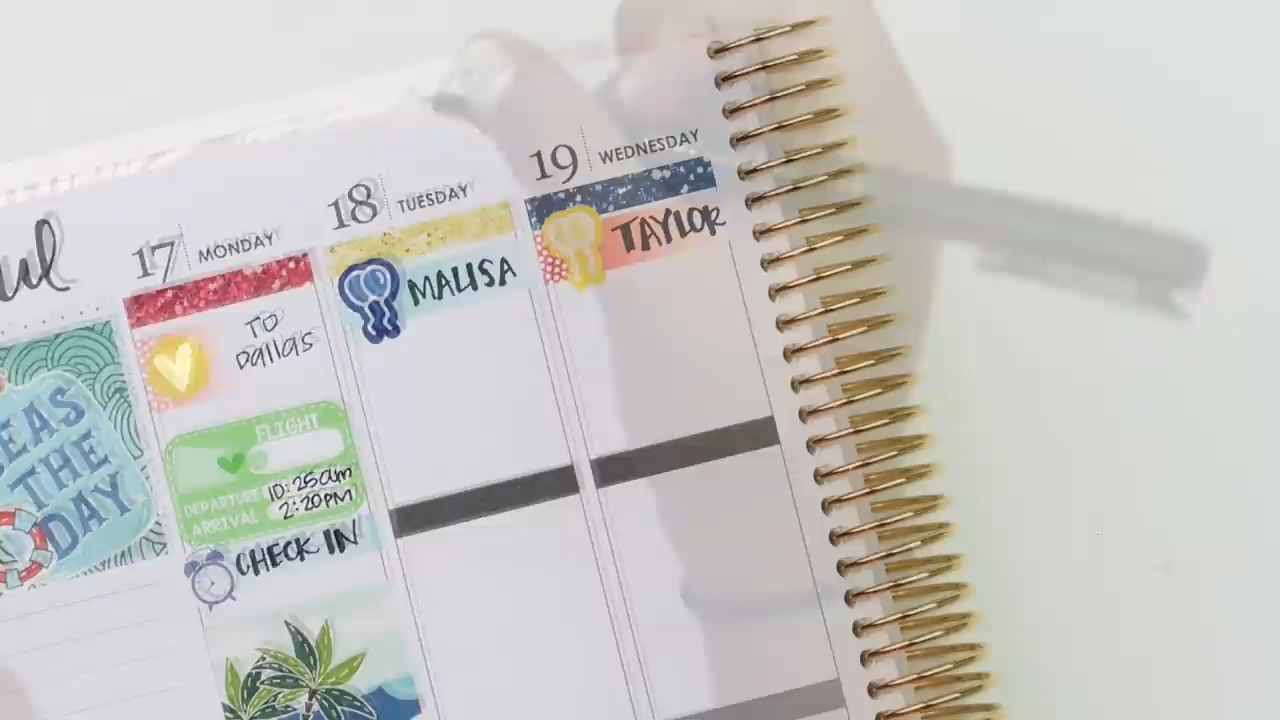 17 MONDAY
18 TUESDAY
19 WEDNESDAY
TO
Dallas
MALISA
TAYLOR
SEAS
THE
DAY
FLIGHT
DEPARTURE 10:25am
ARRIVAL 2:20PM
CHECK IN